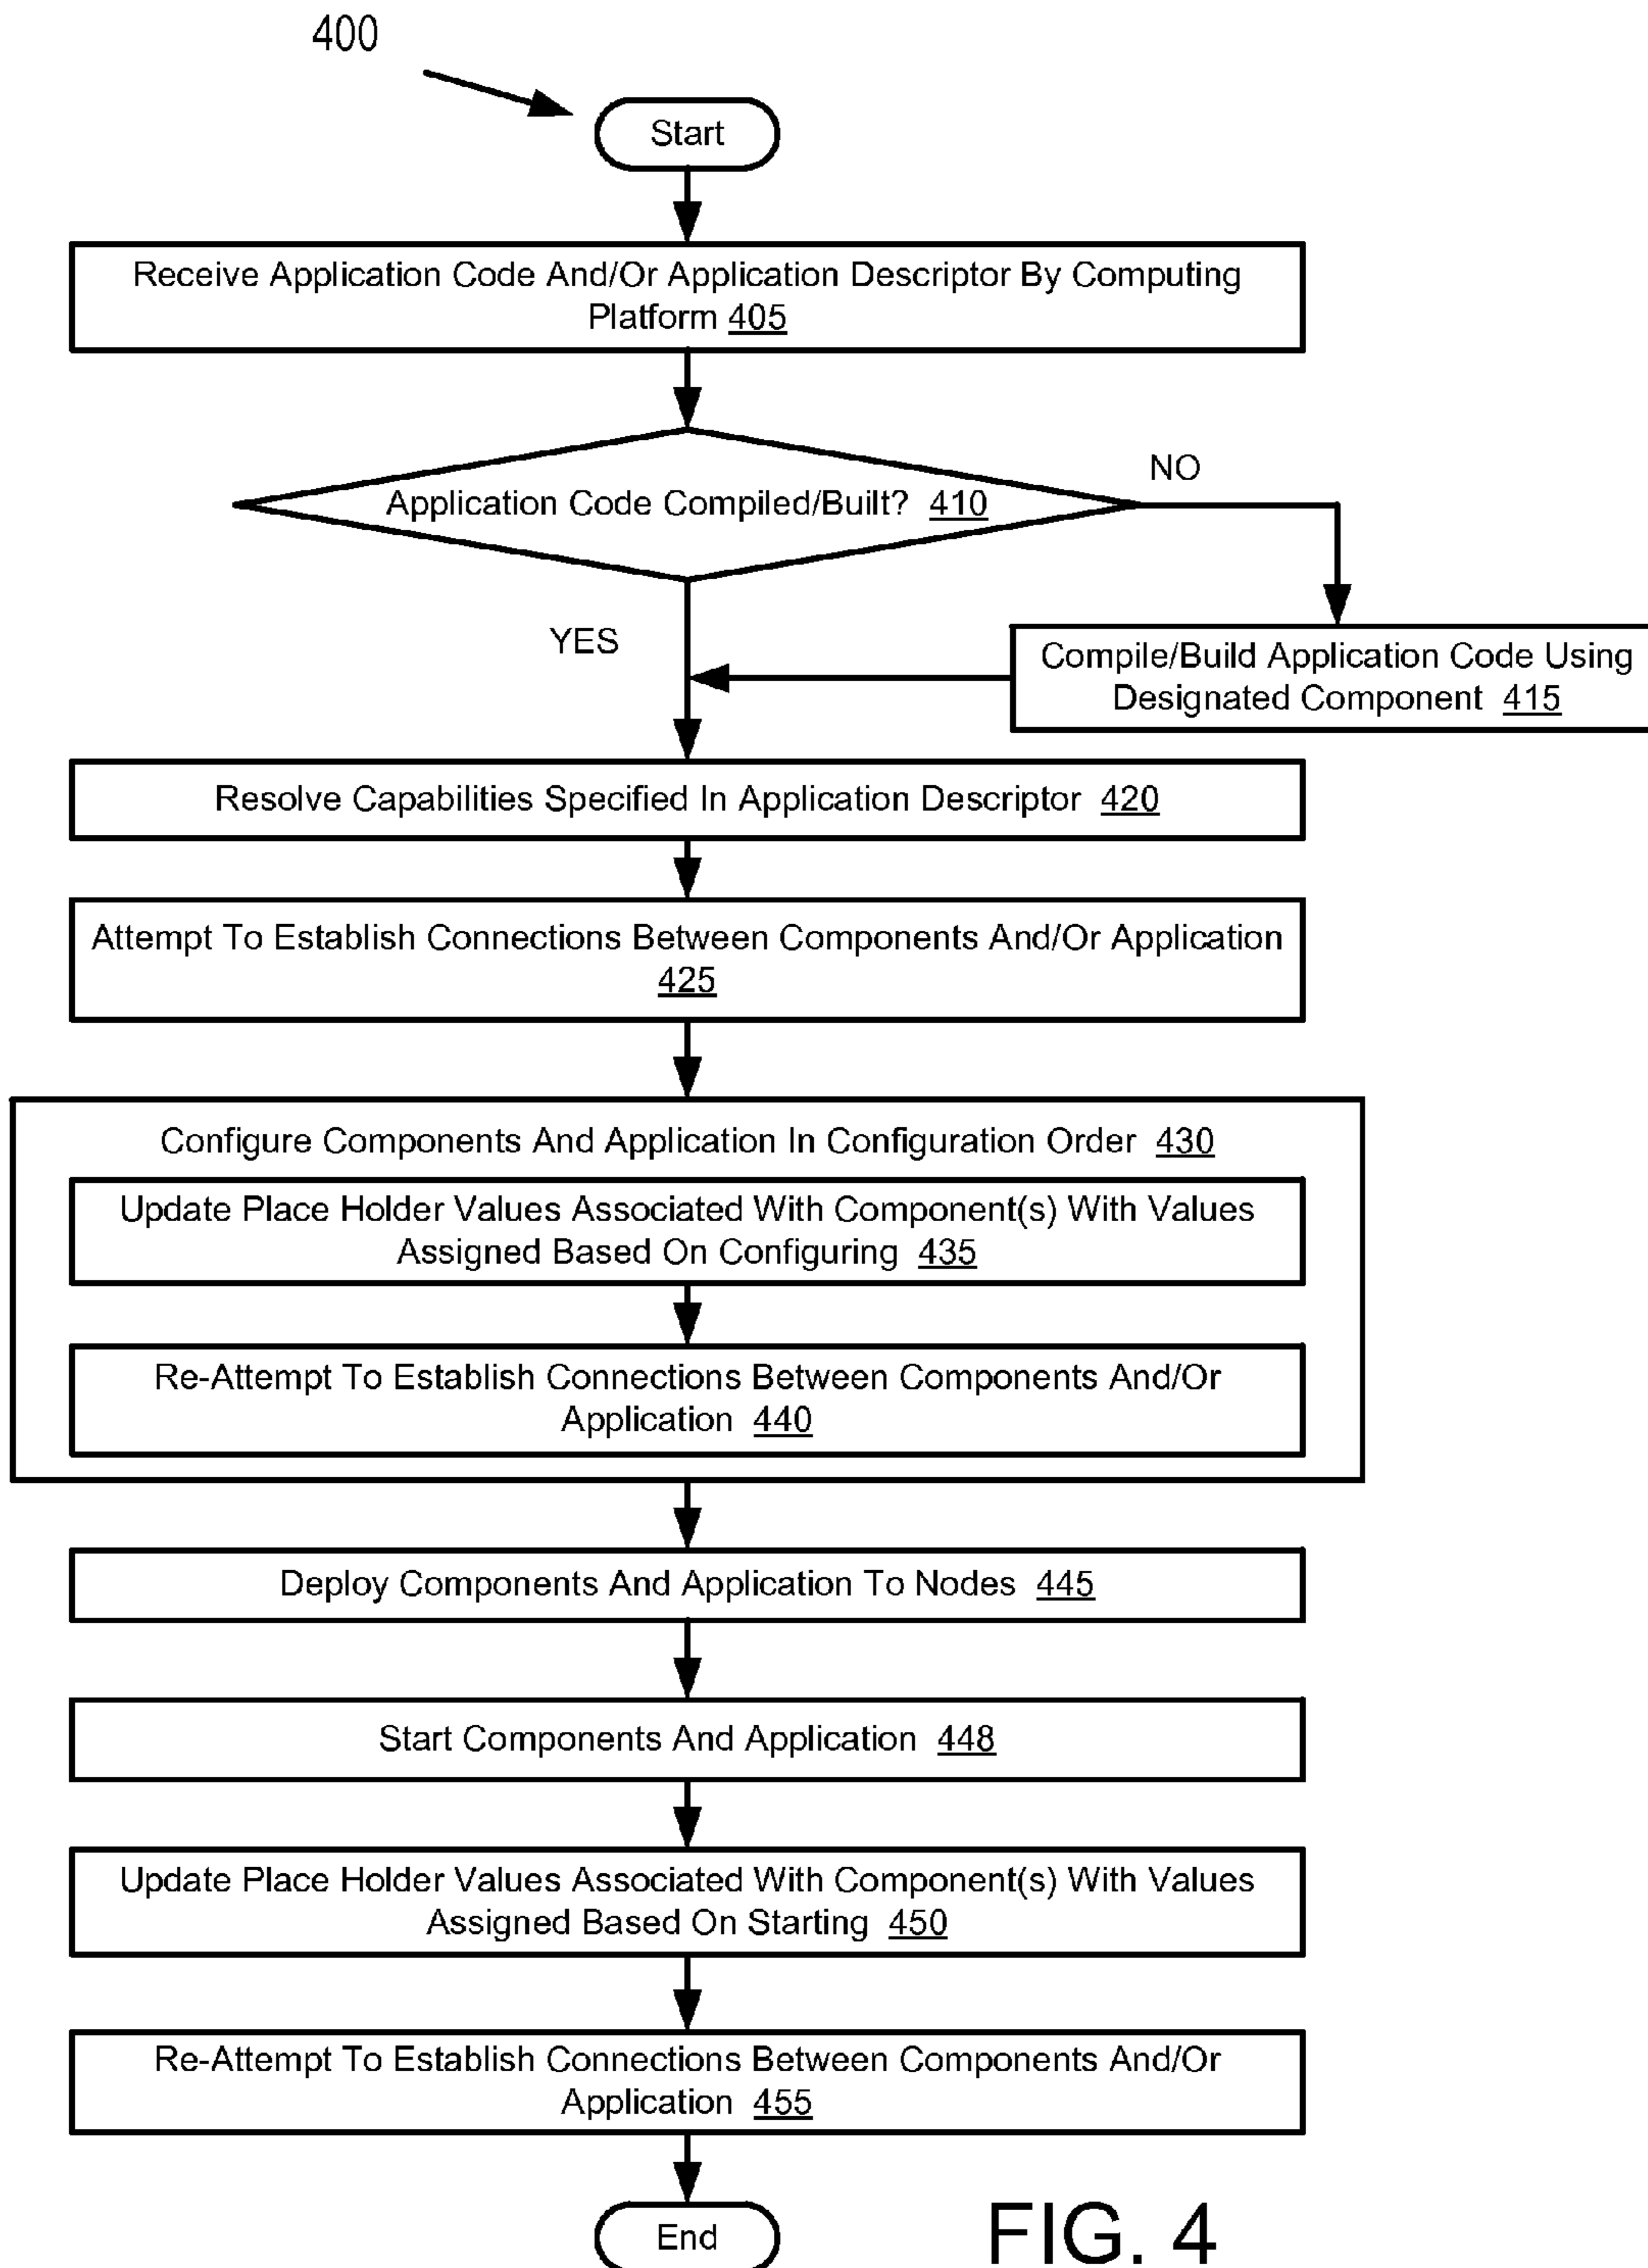 400
Start
Receive Application Code And/Or Application Descriptor By Computing
Platform 405
Application Code Compiled/Built? 410
NO
YES
Compile/Build Application Code Using
Designated Component 415
Resolve Capabilities Specified In Application Descriptor 420
Attempt To Establish Connections Between Components And/Or Application
425
Configure Components And Application In Configuration Order 430
Update Place Holder Values Associated With Component(s) With Values
Assigned Based On Configuring 435
Re-Attempt To Establish Connections Between Components And/Or
Application 440
Deploy Components And Application To Nodes 445
Start Components And Application 448
Update Place Holder Values Associated With Component(s) With Values
Assigned Based On Starting 450
Re-Attempt To Establish Connections Between Components And/Or
Application 455
End
FIG. 4